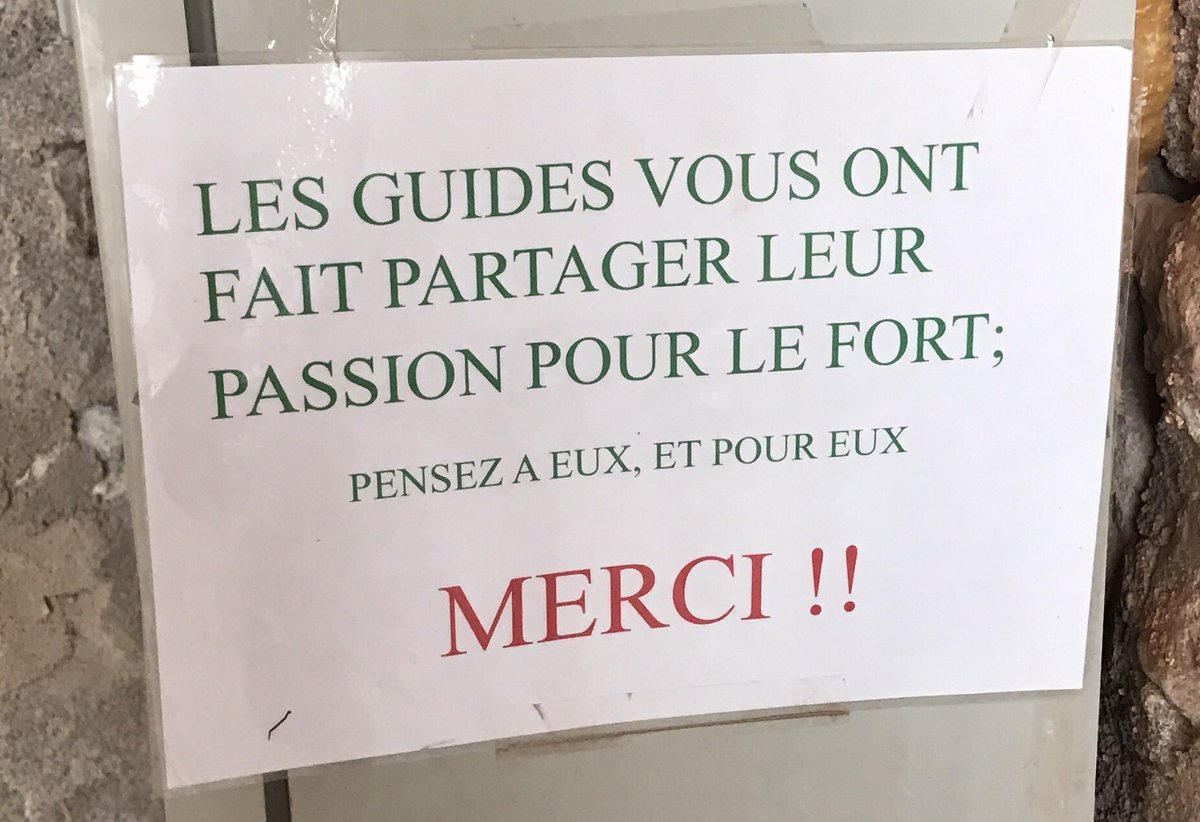 LES GUIDES VOUS ONT
FAIT PARTAGER LEUR
PASSION POUR LE FORT;
PENSEZ A EUX, ET POUR EUX
MERCI !!